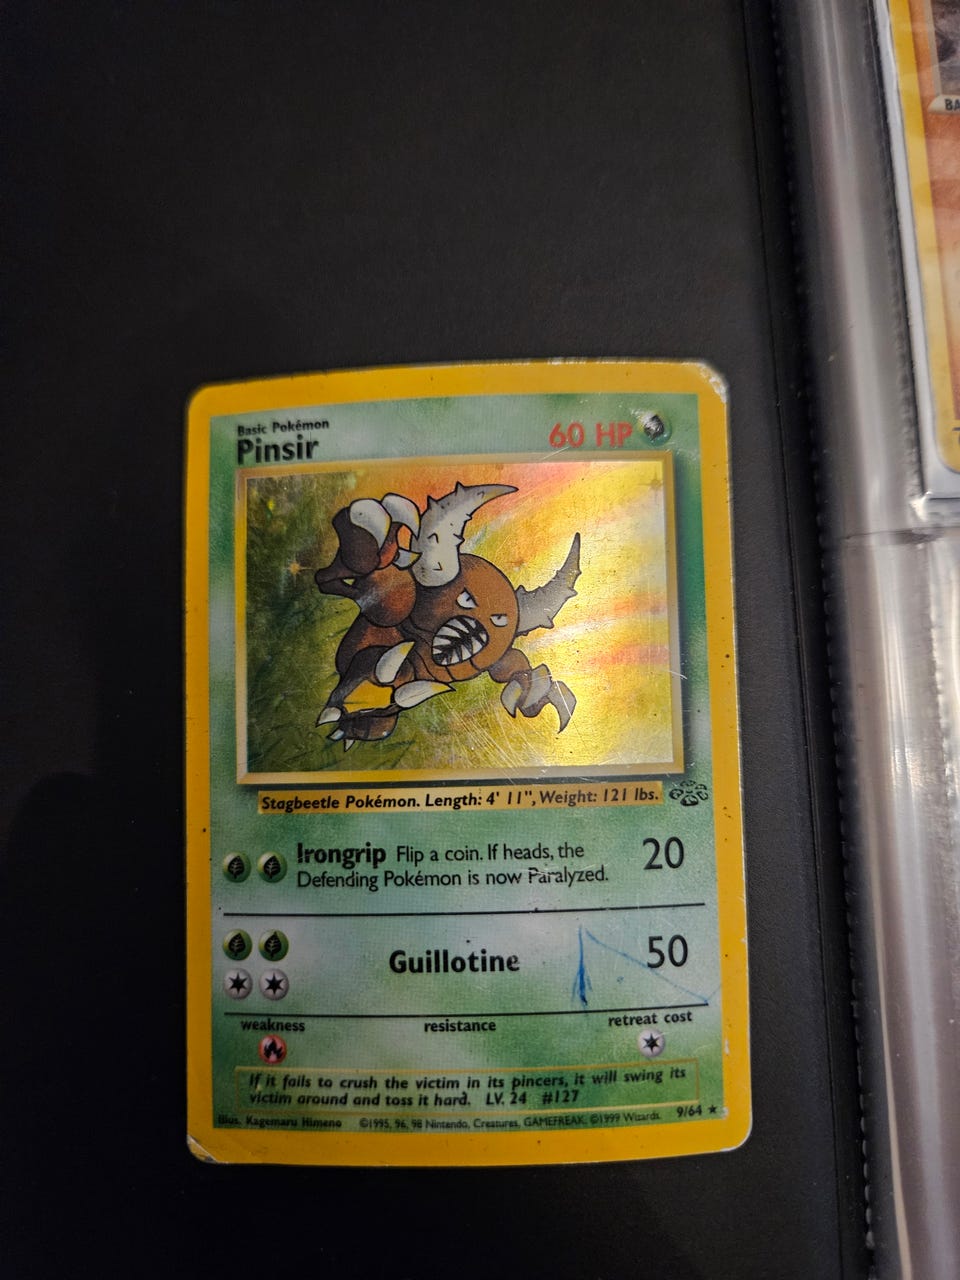 Basic Pokémon
Pinsir
60 HP
Stagbeetle Pokémon. Length: 4' 11", Weight: 121 lbs.
Irongrip Flip a coin. If heads, the
Defending Pokémon is now Paralyzed.
20
Guillotine
50
weakness
resistance
retreat cost
If it fails to crush the victim in its pincers, it will swing its
victim around and toss it hard. LV. 24 #127
Illus. Kagemaru Himeno ©1995, 96, 98 Nintendo, Creatures, GAMEFREAK. ©1999 Wizards. 9/64 ★
BA